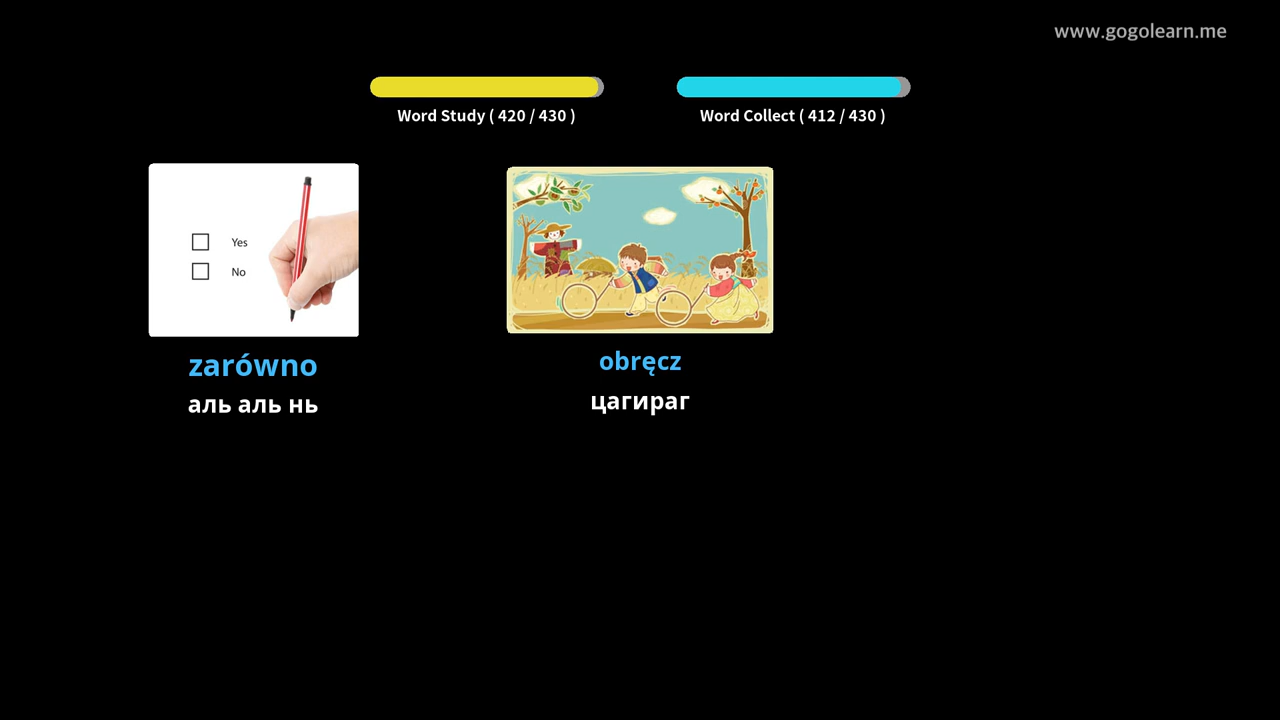 www.gogolearn.me
Word Study ( 420 / 430 )
Word Collect ( 412 / 430 )
Yes
No
zarówno
аль аль нь
obręcz
цагираг